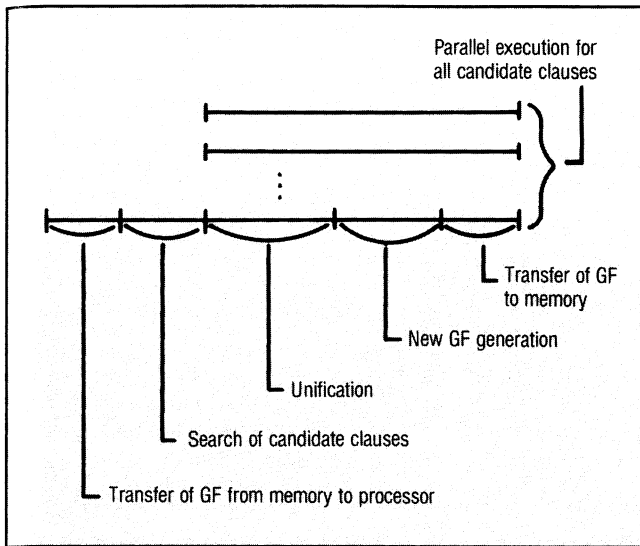 Parallel execution for
all candidate clauses
Transfer of GF
to memory
New GF generation
Unification
Search of candidate clauses
Transfer of GF from memory to processor